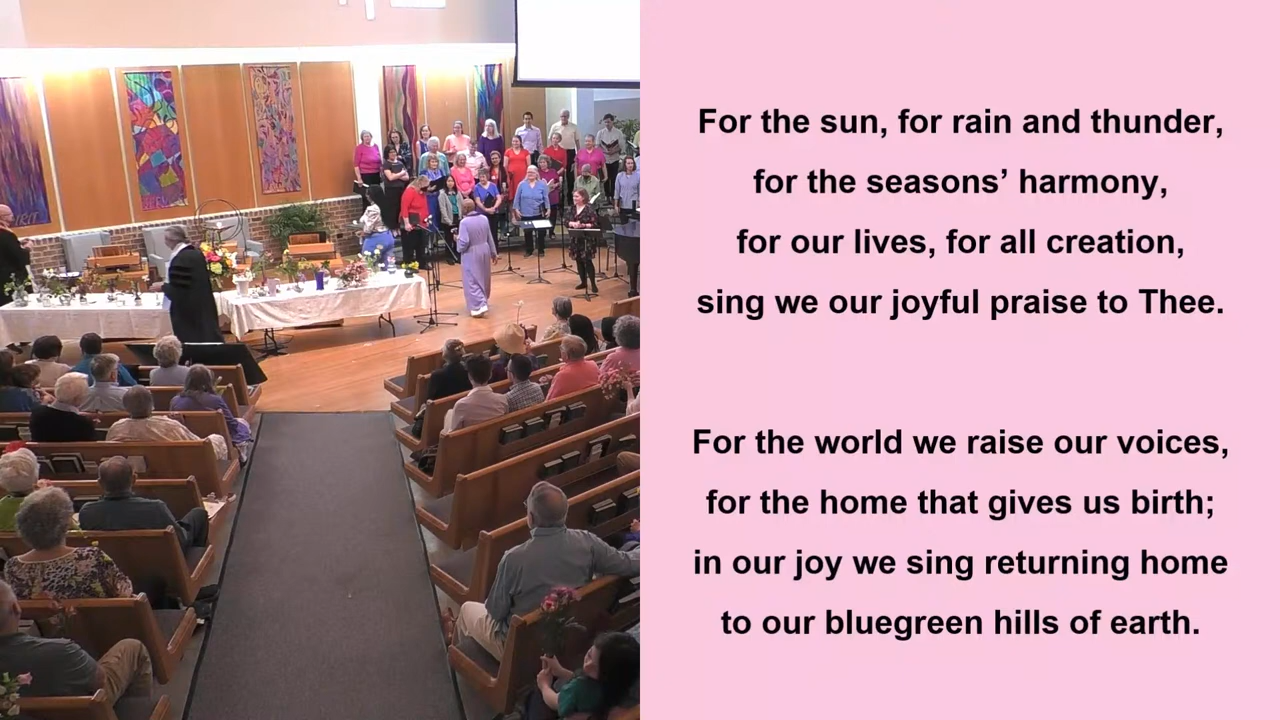 For the sun, for rain and thunder,
for the seasons’ harmony,
for our lives, for all creation,
sing we our joyful praise to Thee.
For the world we raise our voices,
for the home that gives us birth;
in our joy we sing returning home
to our bluegreen hills of earth.